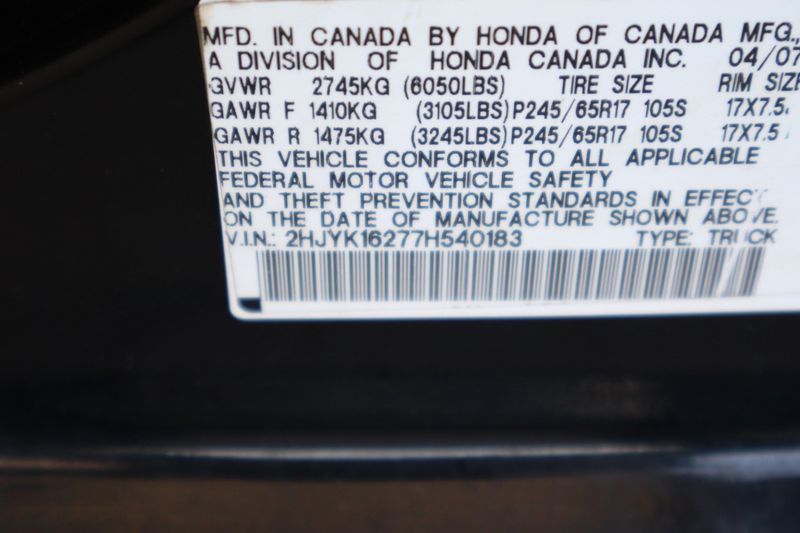 MFD. IN CANADA BY HONDA OF CANADA MFG.,
A DIVISION OF HONDA CANADA INC. 04/07
GVWR 2745KG (6050LBS) TIRE SIZE RIM SIZE
GAWR F 1410KG (3105LBS) P245/65R17 105S 17X7.5
GAWR R 1475KG (3245LBS) P245/65R17 105S 17X7.5
THIS VEHICLE CONFORMS TO ALL APPLICABLE
FEDERAL MOTOR VEHICLE SAFETY
AND THEFT PREVENTION STANDARDS IN EFFECT
ON THE DATE OF MANUFACTURE SHOWN ABOVE.
V.I.N.: 2HJYK16277H540183 TYPE: TRUCK